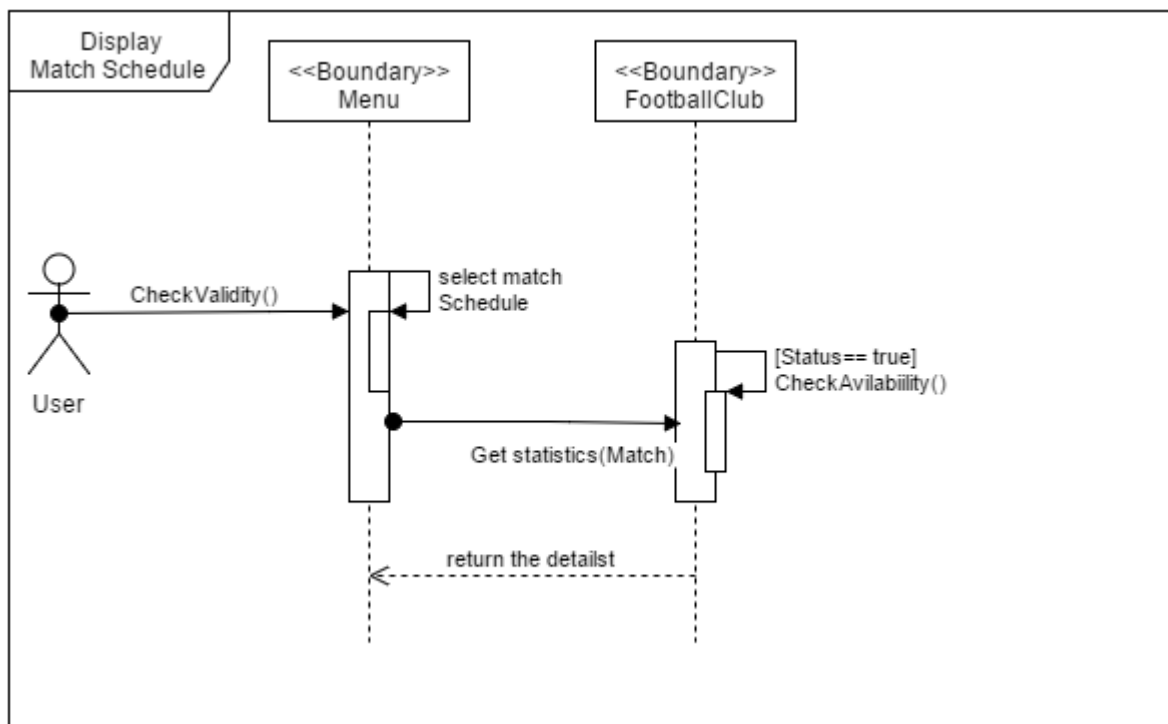 Display
Match Schedule
<<Boundary>>
Menu
<<Boundary>>
FootballClub
User
CheckValidity()
select match
Schedule
[Status== true]
CheckAvilabiility()
Get statistics(Match)
return the detailst